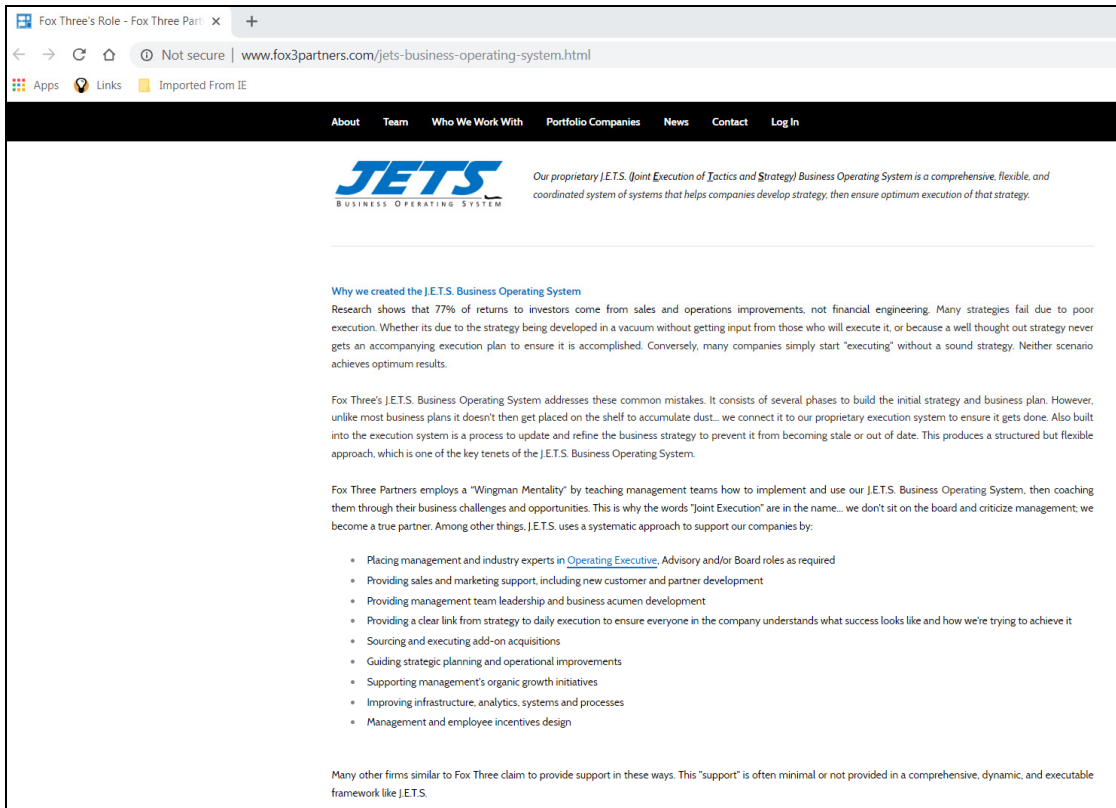 Fox Three's Role - Fox Three Part
Not secure | www.fox3partners.com/jets-business-operating-system.html
Apps Links Imported From IE
About Team Who We Work With Portfolio Companies News Contact Log In
JETS
BUSINESS OPERATING SYSTEM
Our proprietary J.E.T.S. (Joint Execution of Tactics and Strategy) Business Operating System is a comprehensive, flexible, and
coordinated system of systems that helps companies develop strategy, then ensure optimum execution of that strategy.
Why we created the J.E.T.S. Business Operating System
Research shows that 77% of returns to investors come from sales and operations improvements, not financial engineering. Many strategies fail due to poor
execution. Whether its due to the strategy being developed in a vacuum without getting input from those who will execute it, or because a well thought out strategy never
gets an accompanying execution plan to ensure it is accomplished. Conversely, many companies simply start "executing" without a sound strategy. Neither scenario
achieves optimum results.
Fox Three's J.E.T.S. Business Operating System addresses these common mistakes. It consists of several phases to build the initial strategy and business plan. However,
unlike most business plans it doesn't then get placed on the shelf to accumulate dust... we connect it to our proprietary execution system to ensure it gets done. Also built
into the execution system is a process to update and refine the business strategy to prevent it from becoming stale or out of date. This produces a structured but flexible
approach, which is one of the key tenets of the J.E.T.S. Business Operating System.
Fox Three Partners employs a "Wingman Mentality" by teaching management teams how to implement and use our J.E.T.S. Business Operating System, then coaching
them through their business challenges and opportunities. This is why the words "Joint Execution" are in the name... we don't sit on the board and criticize management; we
become a true partner. Among other things, J.E.T.S. uses a systematic approach to support our companies by:
• Placing management and industry experts in Operating Executive, Advisory and/or Board roles as required
• Providing sales and marketing support, including new customer and partner development
• Providing management team leadership and business acumen development
• Providing a clear link from strategy to daily execution to ensure everyone in the company understands what success looks like and how we're trying to achieve it
• Sourcing and executing add-on acquisitions
• Guiding strategic planning and operational improvements
• Supporting management's organic growth initiatives
• Improving infrastructure, analytics, systems and processes
• Management and employee incentives design
Many other firms similar to Fox Three claim to provide support in these ways. This "support" is often minimal or not provided in a comprehensive, dynamic, and executable
framework like J.E.T.S.